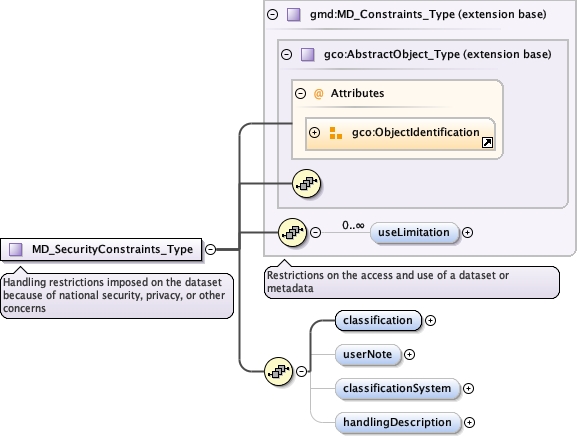 gmd:MD_Constraints_Type (extension base)
gco:AbstractObject_Type (extension base)
@ Attributes
gco:ObjectIdentification
0..∞
useLimitation
MD_SecurityConstraints_Type
Handling restrictions imposed on the dataset
because of national security, privacy, or other
concerns
Restrictions on the access and use of a dataset or
metadata
classification
userNote
classificationSystem
handlingDescription